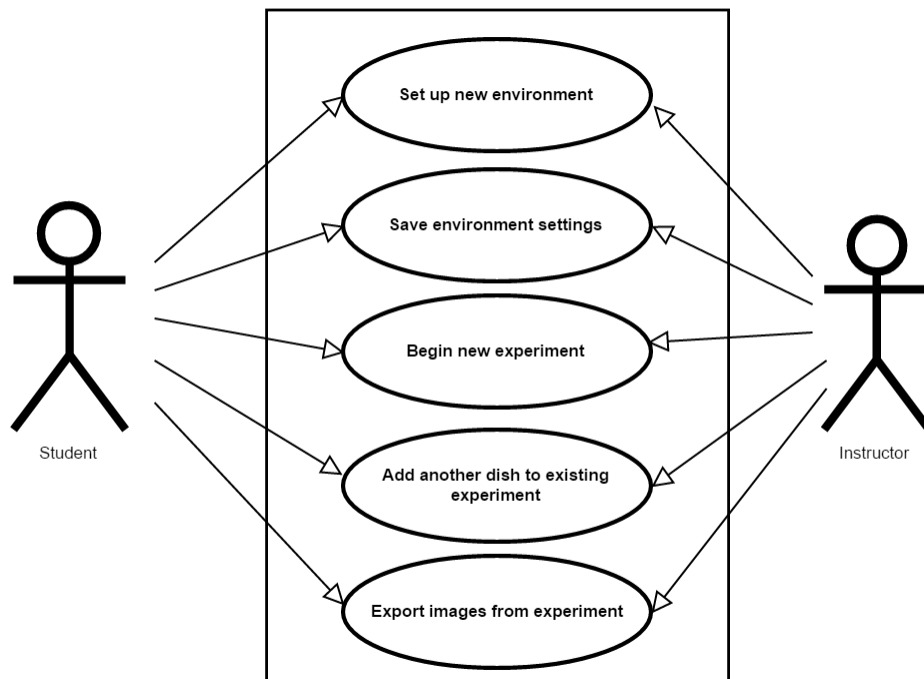 Set up new environment
Save environment settings
Begin new experiment
Student
Instructor
Add another dish to existing
experiment
Export images from experiment